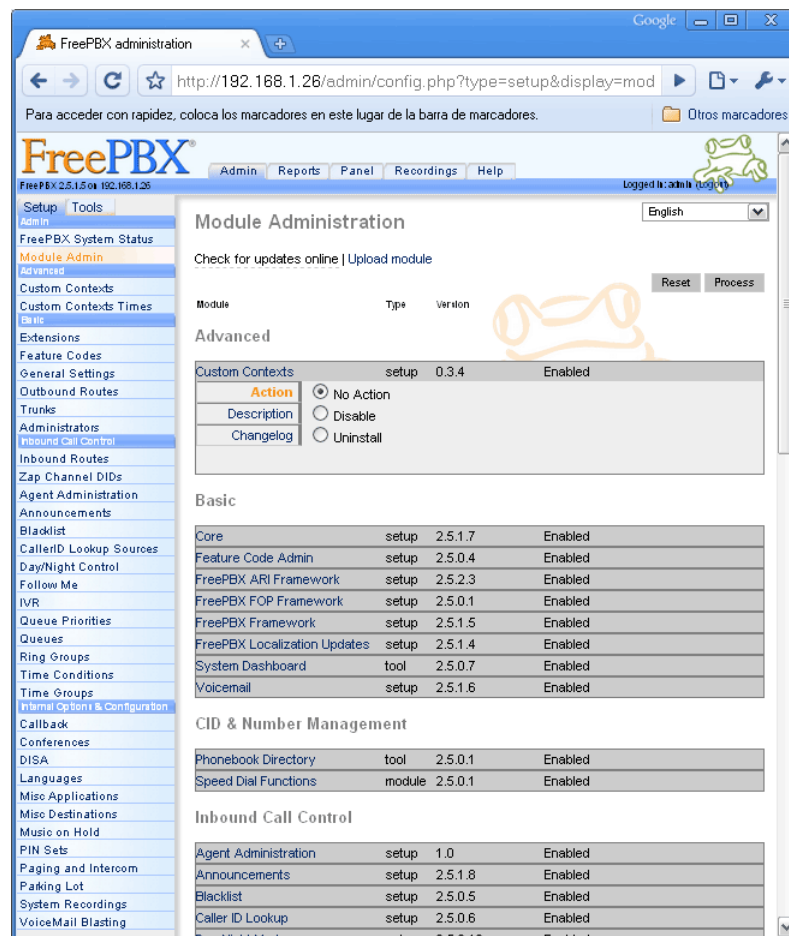 Google
FreePBX administration
http://192.168.1.26/admin/config.php?type=setup&display=mod
Para acceder con rapidez, coloca los marcadores en este lugar de la barra de marcadores.
Otros marcadores
FreePBX®
Admin Reports Panel Recordings Help
FreePBX 2.5.1.5 on 192.168.1.26
Logged in: admin (Logout)
Setup Tools
Admin
FreePBX System Status
Module Admin
Advanced
Custom Contexts
Custom Contexts Times
Basic
Extensions
Feature Codes
General Settings
Outbound Routes
Trunks
Administrators
Inbound Call Control
Inbound Routes
Zap Channel DIDs
Agent Administration
Announcements
Blacklist
CallerID Lookup Sources
Day/Night Control
Follow Me
IVR
Queue Priorities
Queues
Ring Groups
Time Conditions
Time Groups
Internal Options & Configuration
Callback
Conferences
DISA
Languages
Misc Applications
Misc Destinations
Music on Hold
PIN Sets
Paging and Intercom
Parking Lot
System Recordings
VoiceMail Blasting
English
Module Administration
Check for updates online | Upload module
Reset Process
Module Type Version
Advanced
Custom Contexts setup 0.3.4 Enabled
Action No Action
Description Disable
Changelog Uninstall
Basic
Core setup 2.5.1.7 Enabled
Feature Code Admin setup 2.5.0.4 Enabled
FreePBX ARI Framework setup 2.5.2.3 Enabled
FreePBX FOP Framework setup 2.5.0.1 Enabled
FreePBX Framework setup 2.5.1.5 Enabled
FreePBX Localization Updates setup 2.5.1.4 Enabled
System Dashboard tool 2.5.0.7 Enabled
Voicemail setup 2.5.1.6 Enabled
CID & Number Management
Phonebook Directory tool 2.5.0.1 Enabled
Speed Dial Functions module 2.5.0.1 Enabled
Inbound Call Control
Agent Administration setup 1.0 Enabled
Announcements setup 2.5.1.8 Enabled
Blacklist setup 2.5.0.5 Enabled
Caller ID Lookup setup 2.5.0.6 Enabled